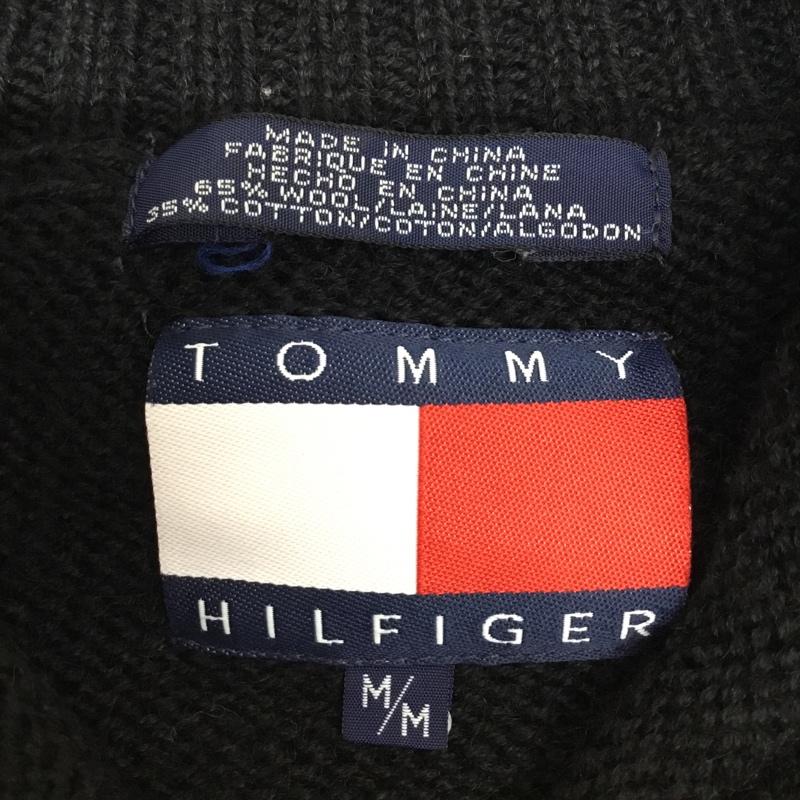 MADE IN CHINA
FABRIQUE EN CHINE
HECHO EN CHINA
65% WOOL/LAINE/LANA
35% COTTON/COTON/ALGODON
TOMMY
HILFIGER
M/M